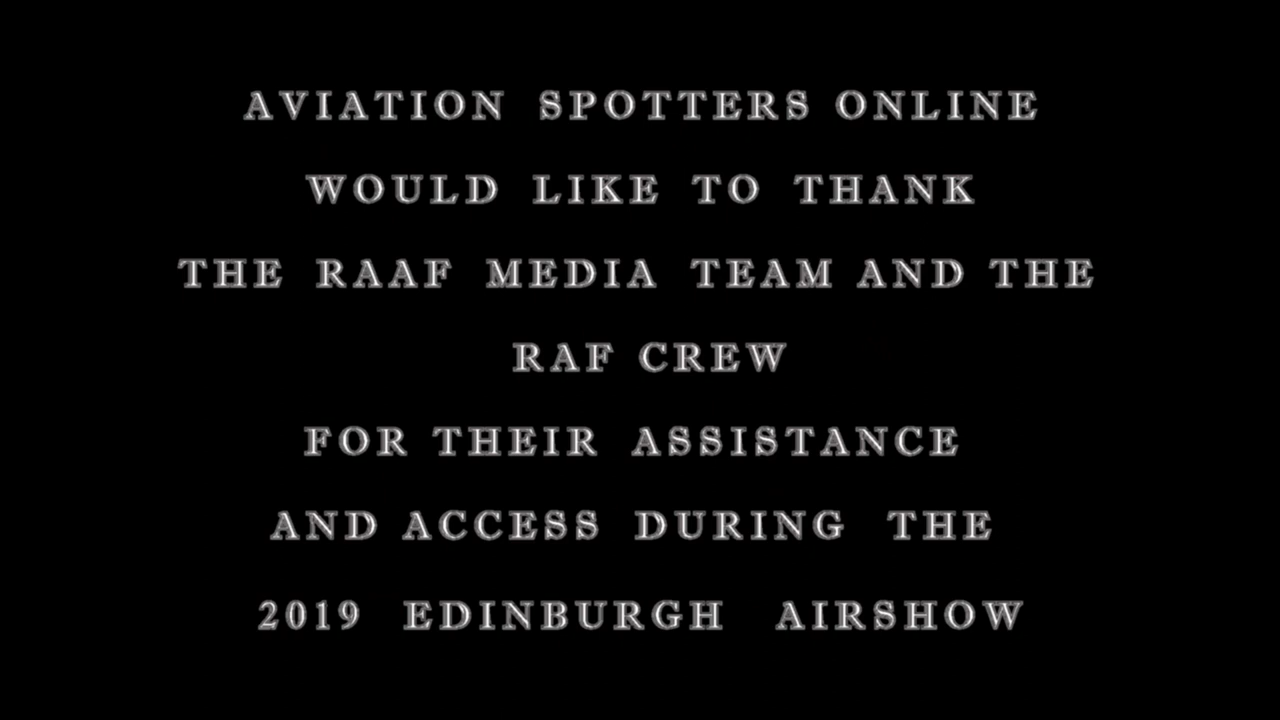 AVIATION SPOTTERS ONLINE
WOULD LIKE TO THANK
THE RAAF MEDIA TEAM AND THE
RAF CREW
FOR THEIR ASSISTANCE
AND ACCESS DURING THE
2019 EDINBURGH AIRSHOW